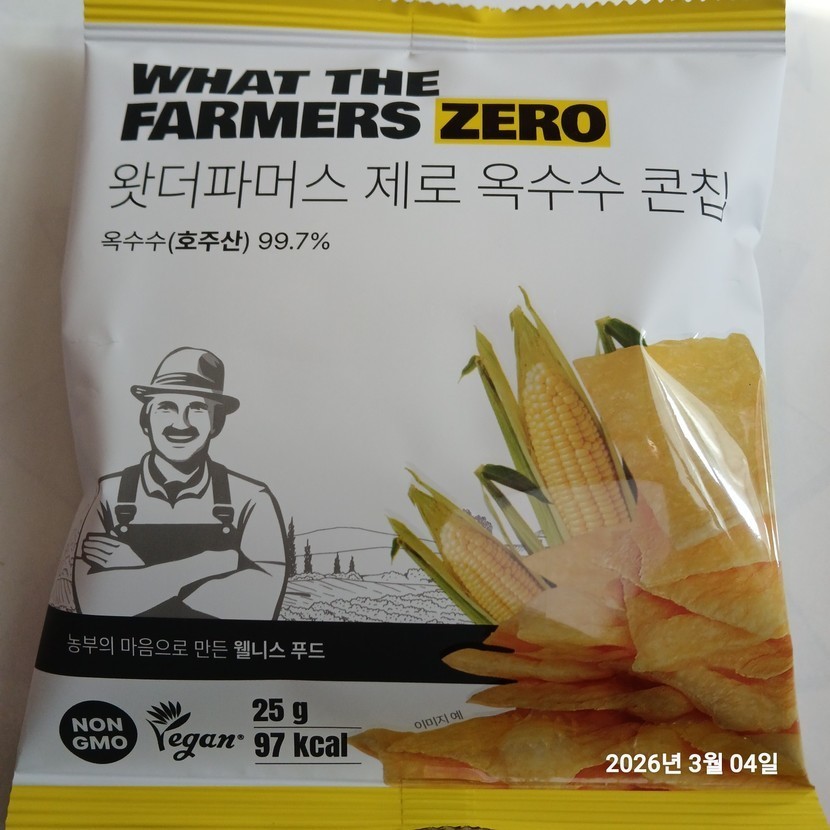 WHAT THE
FARMERS ZERO
왓더파머스 제로 옥수수 콘칩
옥수수(호주산) 99.7%
농부의 마음으로 만든 웰니스 푸드
NON
GMO
Vegan®
25 g
97 kcal
이미지 예
2026년 3월 04일